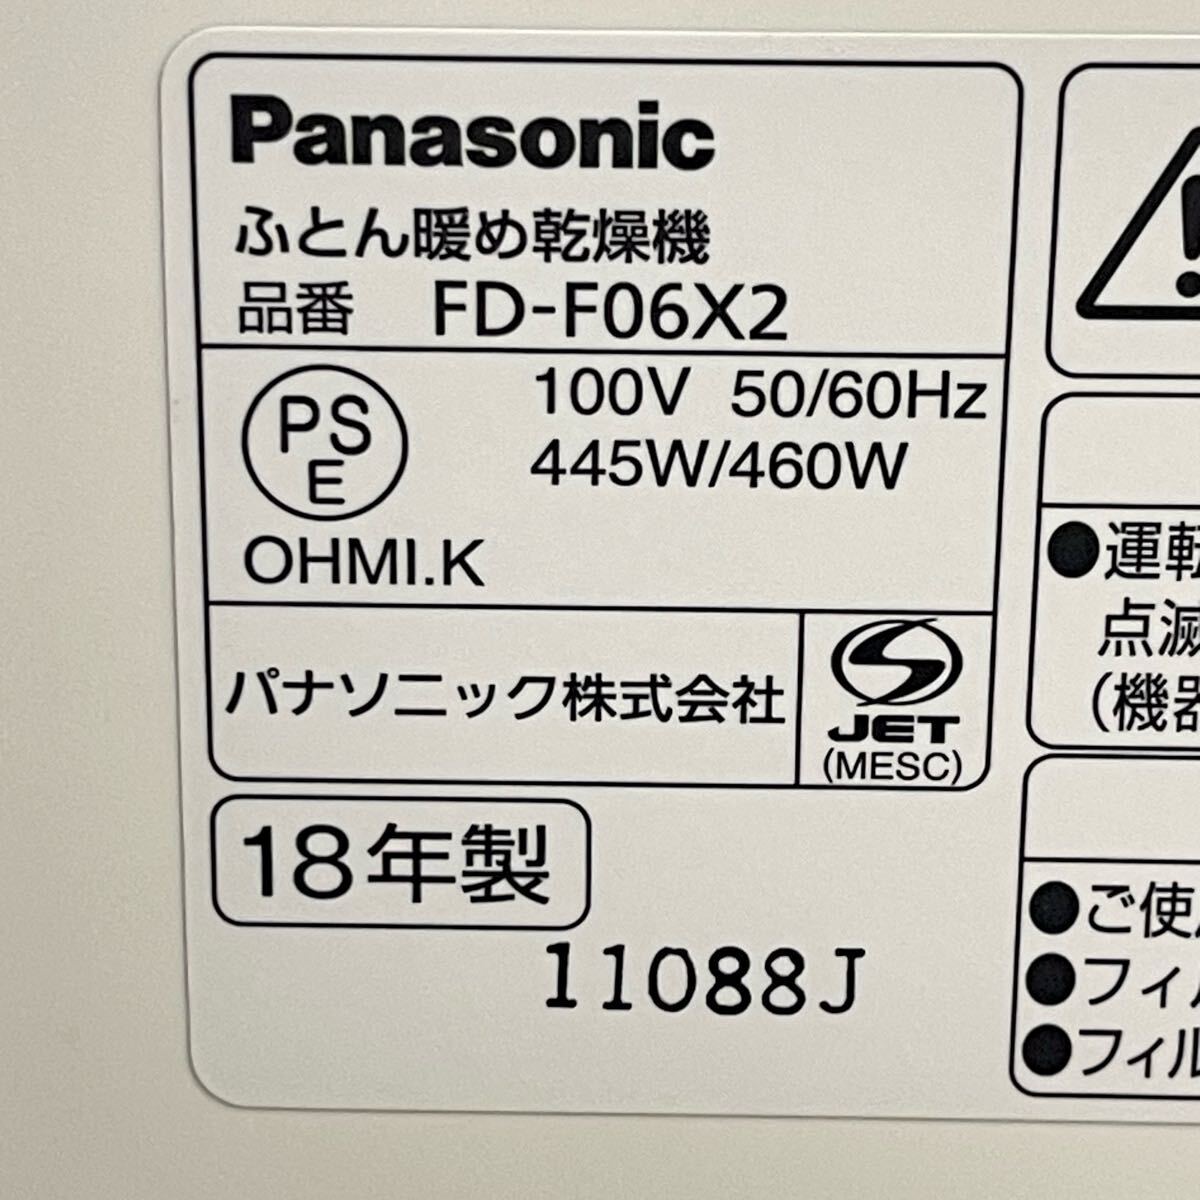 Panasonic
ふとん暖め乾燥機
品番 FD-F06X2
PS
E
100V 50/60Hz
445W/460W
OHMI.K
パナソニック株式会社
JET
(MESC)
18年製
11088J
●運転
点滅
(機器
●ご使用
●フィル
●フィル